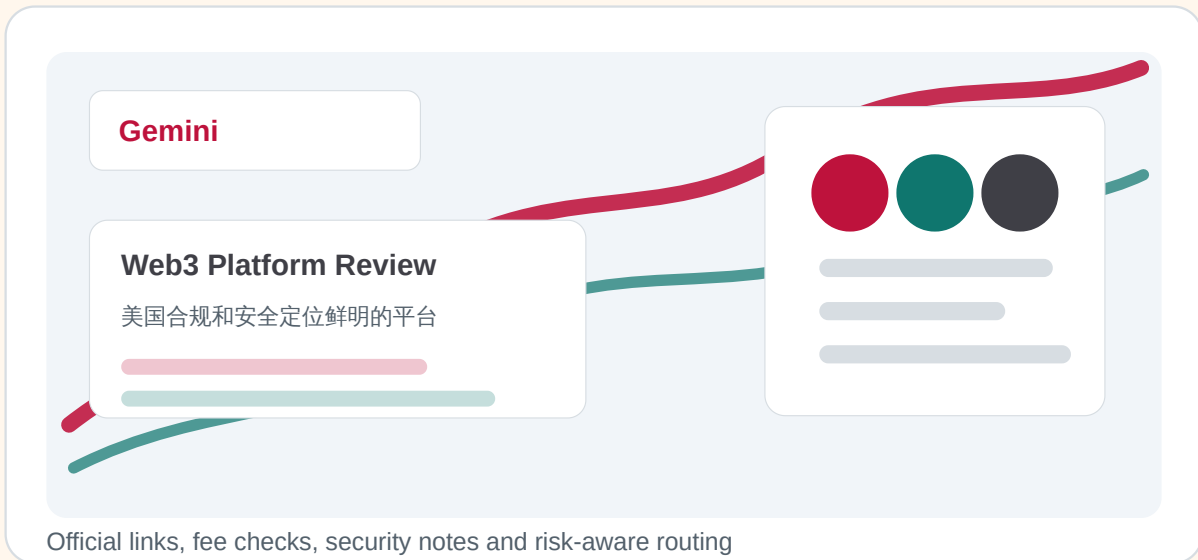 Gemini
Web3 Platform Review
美国合规和安全定位鲜明的平台
Official links, fee checks, security notes and risk-aware routing